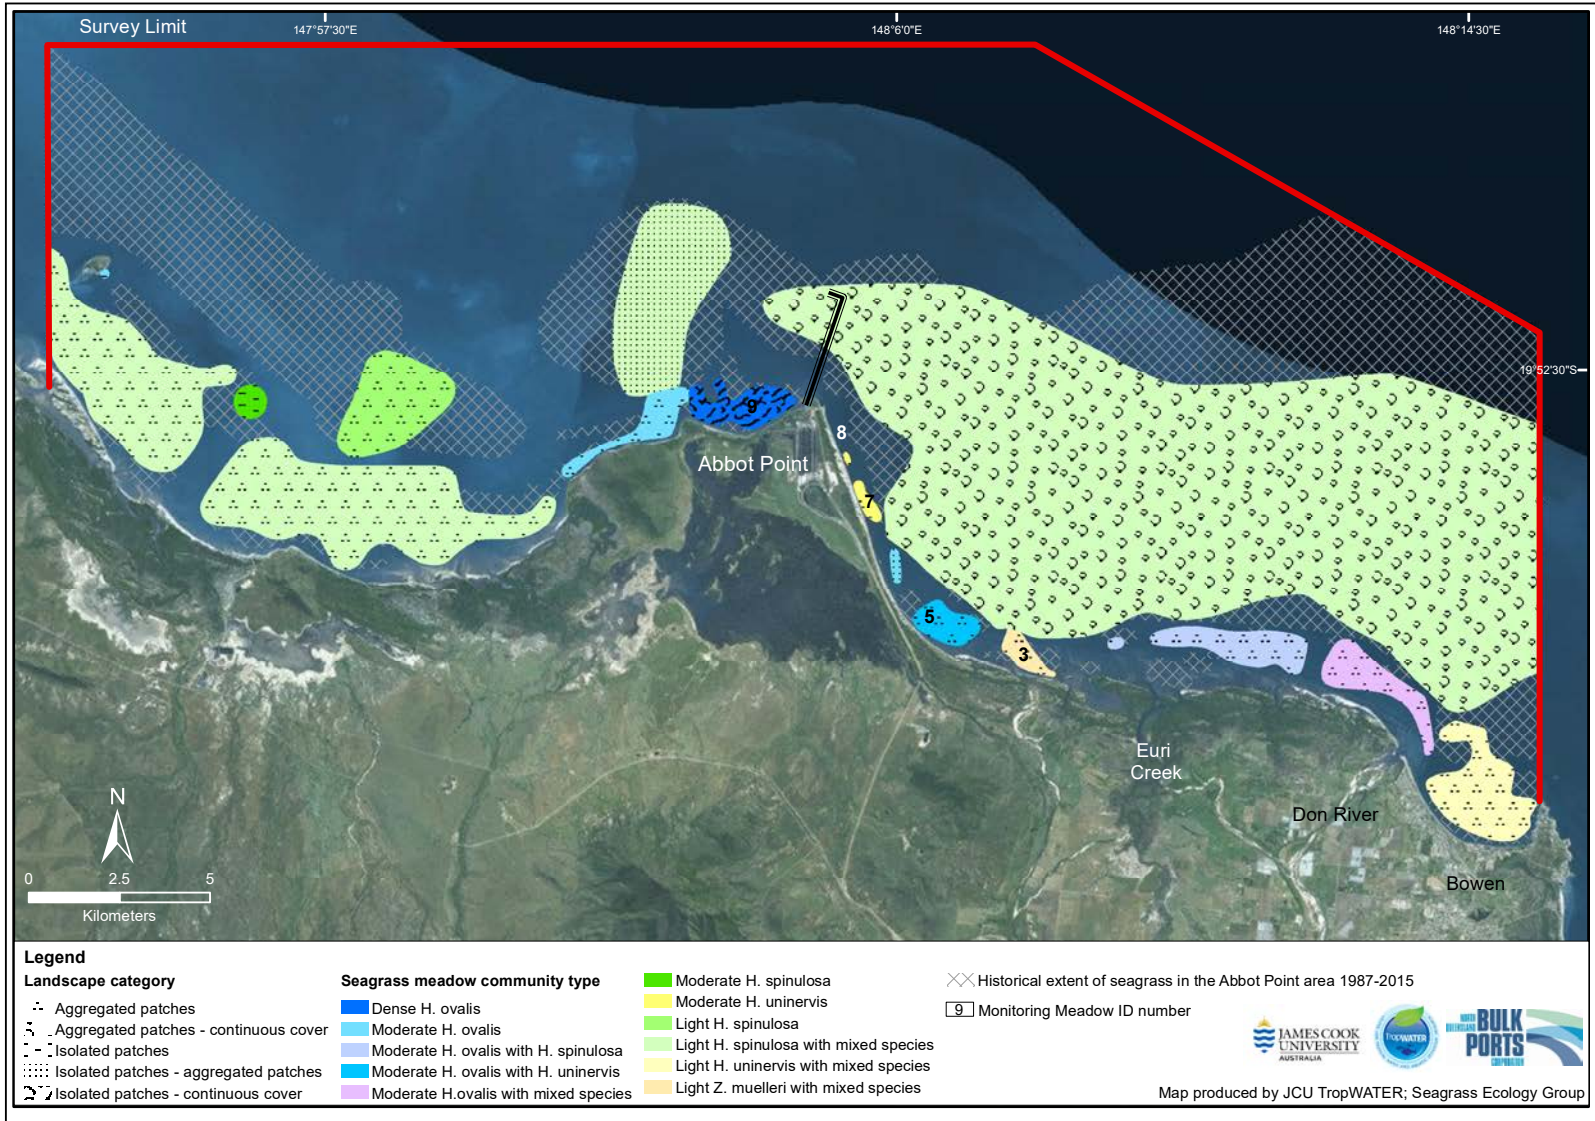 Survey Limit
147°57'30"E
148°6'0"E
148°14'30"E
19°52'30"S
9
8
Abbot Point
7
5
3
Euri
Creek
Don River
Bowen
N
0 2.5 5
Kilometers
Legend
Landscape category
Aggregated patches
Aggregated patches - continuous cover
Isolated patches
Isolated patches - aggregated patches
Isolated patches - continuous cover
Seagrass meadow community type
Dense H. ovalis
Moderate H. ovalis
Moderate H. ovalis with H. spinulosa
Moderate H. ovalis with H. uninervis
Moderate H.ovalis with mixed species
Moderate H. spinulosa
Moderate H. uninervis
Light H. spinulosa
Light H. spinulosa with mixed species
Light H. uninervis with mixed species
Light Z. muelleri with mixed species
Historical extent of seagrass in the Abbot Point area 1987-2015
9 Monitoring Meadow ID number
JAMES COOK
UNIVERSITY
AUSTRALIA
TropWATER
NORTH
QUEENSLAND
BULK
PORTS
CORPORATION
Map produced by JCU TropWATER; Seagrass Ecology Group